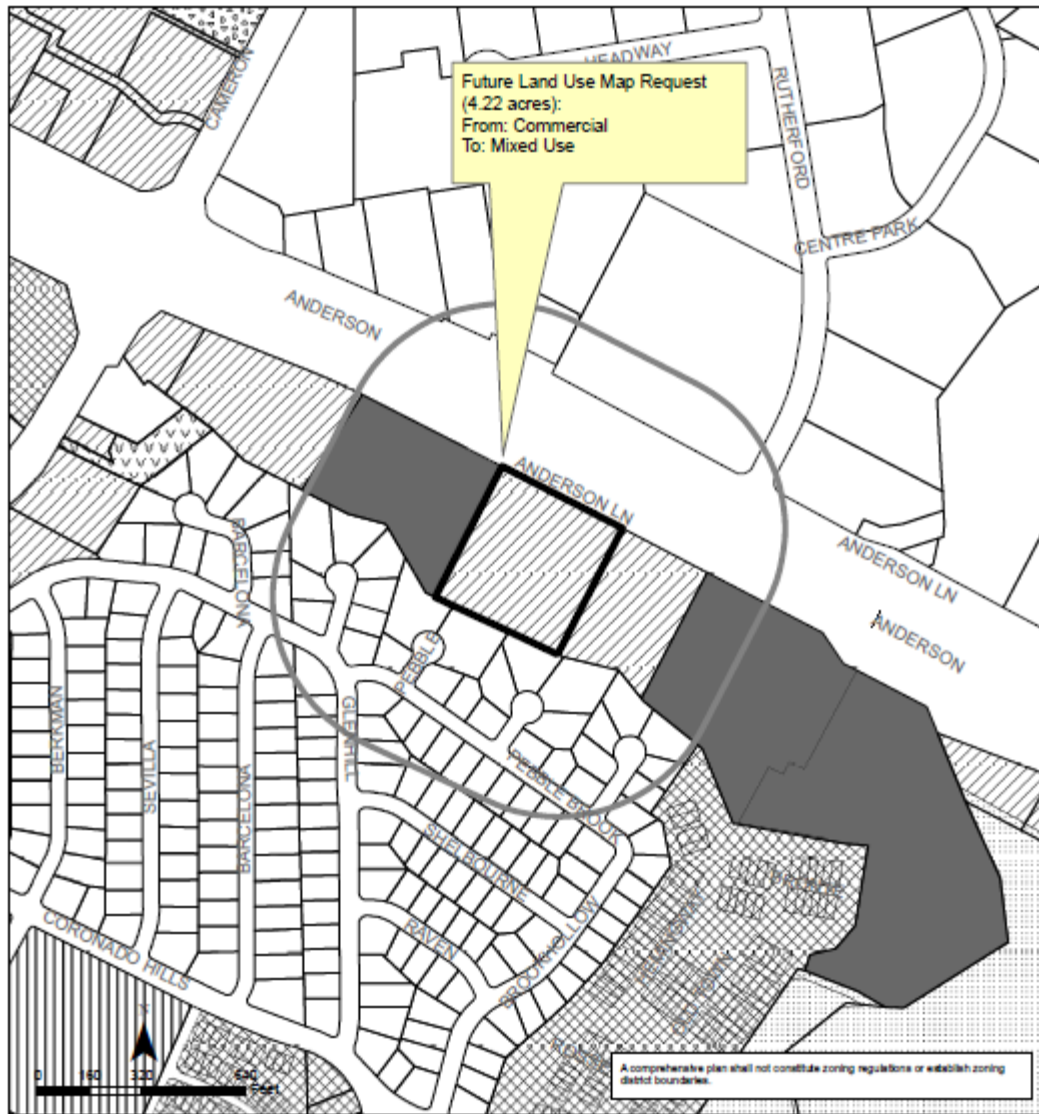 CAMERON
HEADWAY
Future Land Use Map Request
(4.22 acres):
From: Commercial
To: Mixed Use
RUTHERFORD
CENTRE PARK
ANDERSON
ANDERSON LN
ANDERSON LN
ANDERSON
BARCELONA
PEBBLE
GLENHILL
BERKMAN
SEVILLA
BARCELONA
PEBBLE BROOK
SHELBOURNE
RAVEN
BROOKHOLLOW
CORONADO HILLS
N
0 160 320 640
Feet
A comprehensive plan shall not constitute zoning regulations or establish zoning
district boundaries.